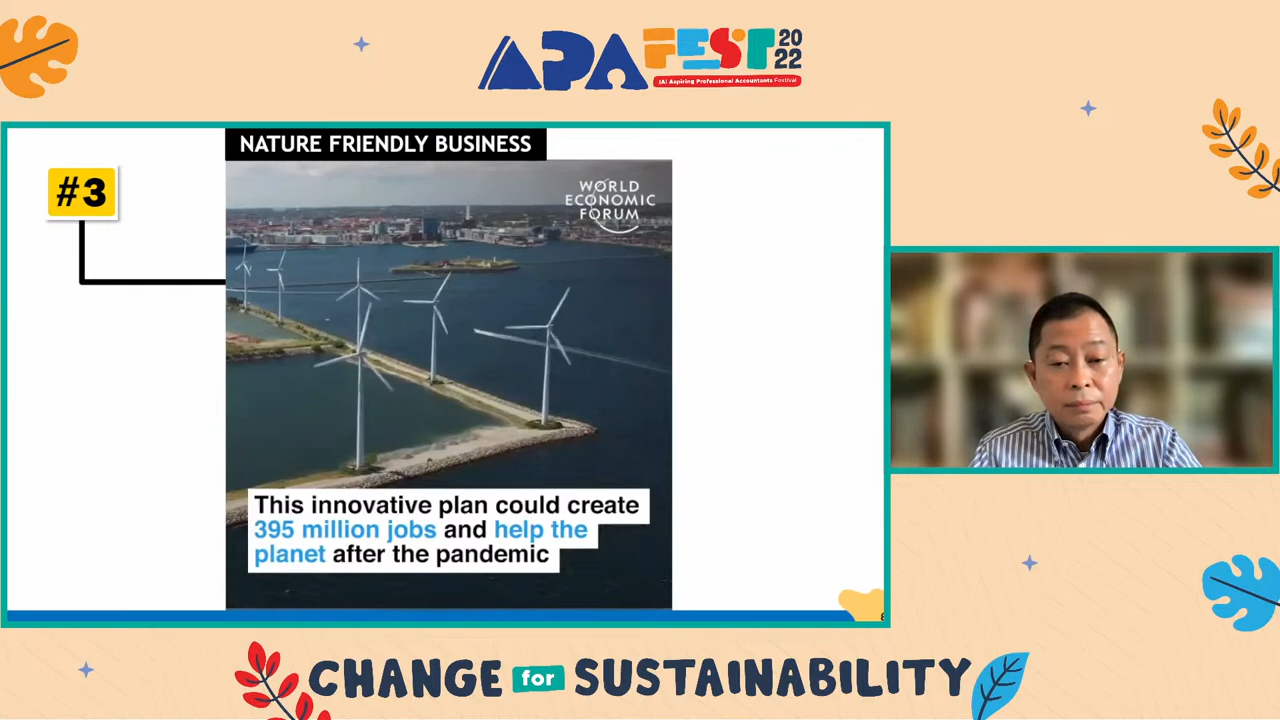 APA FEST 2022
IAI Aspiring Professional Accountants Festival
NATURE FRIENDLY BUSINESS
#3
WORLD
ECONOMIC
FORUM
This innovative plan could create
395 million jobs and help the
planet after the pandemic
CHANGE for SUSTAINABILITY